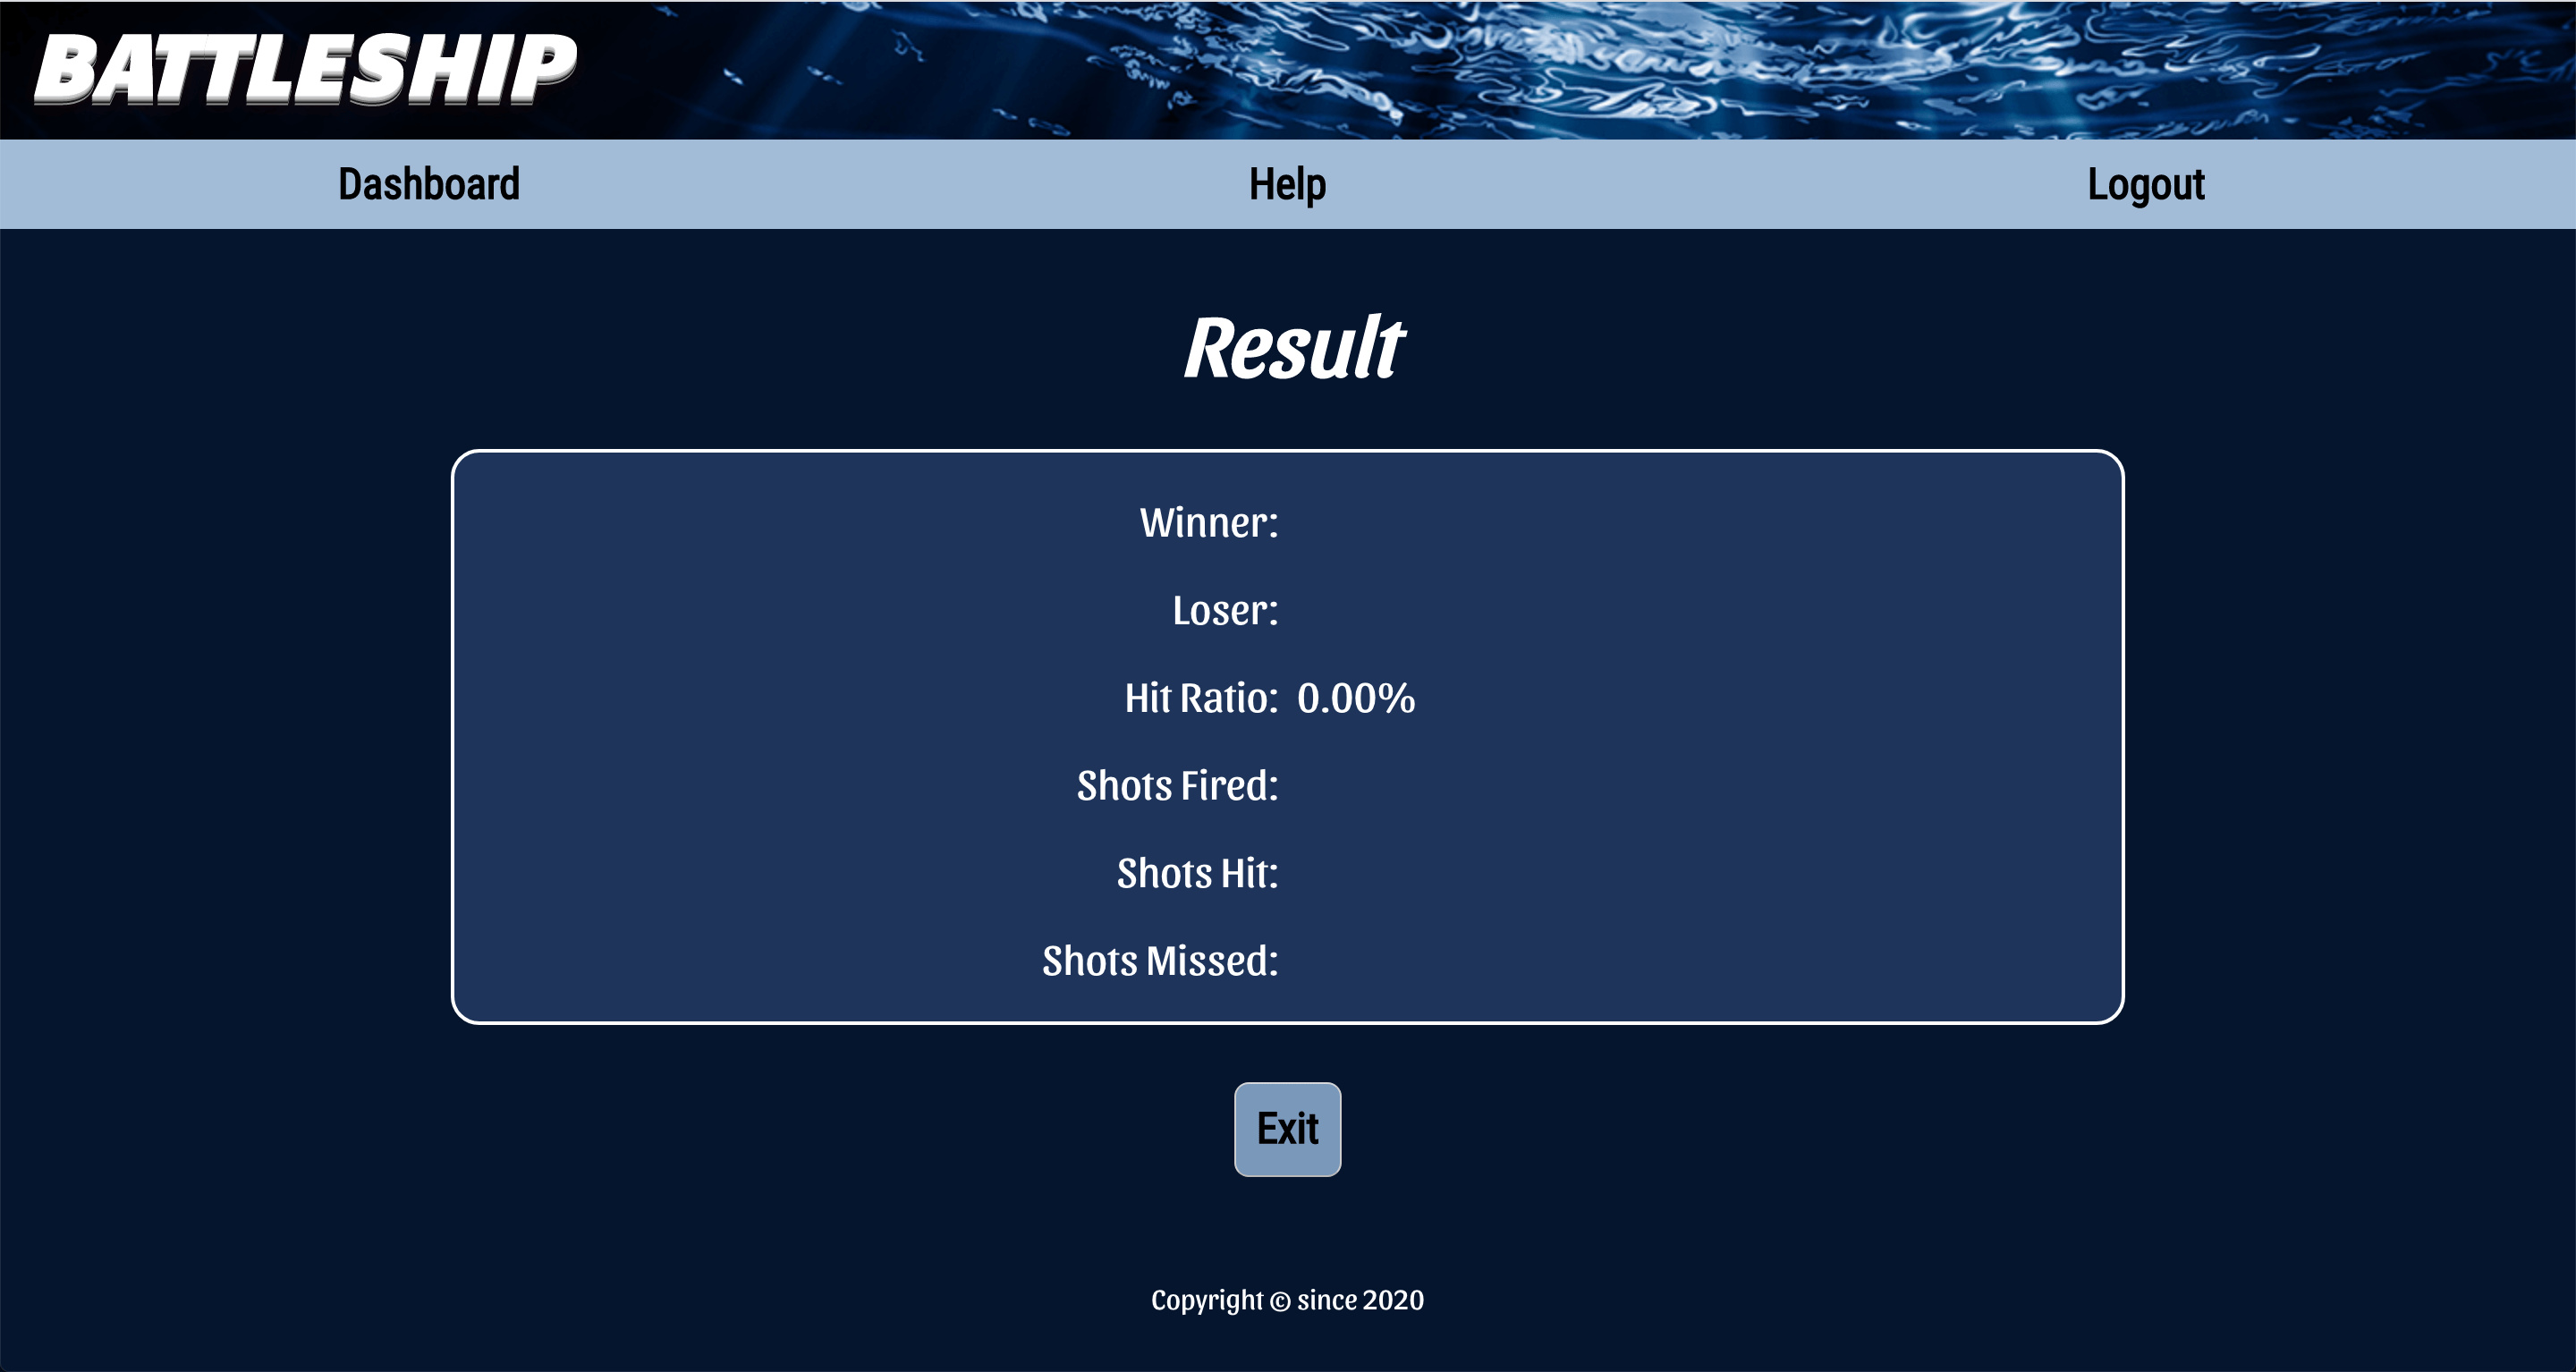 BATTLESHIP
Dashboard Help Logout
Result
Winner:
Loser:
Hit Ratio: 0.00%
Shots Fired:
Shots Hit:
Shots Missed:
Exit
Copyright © since 2020